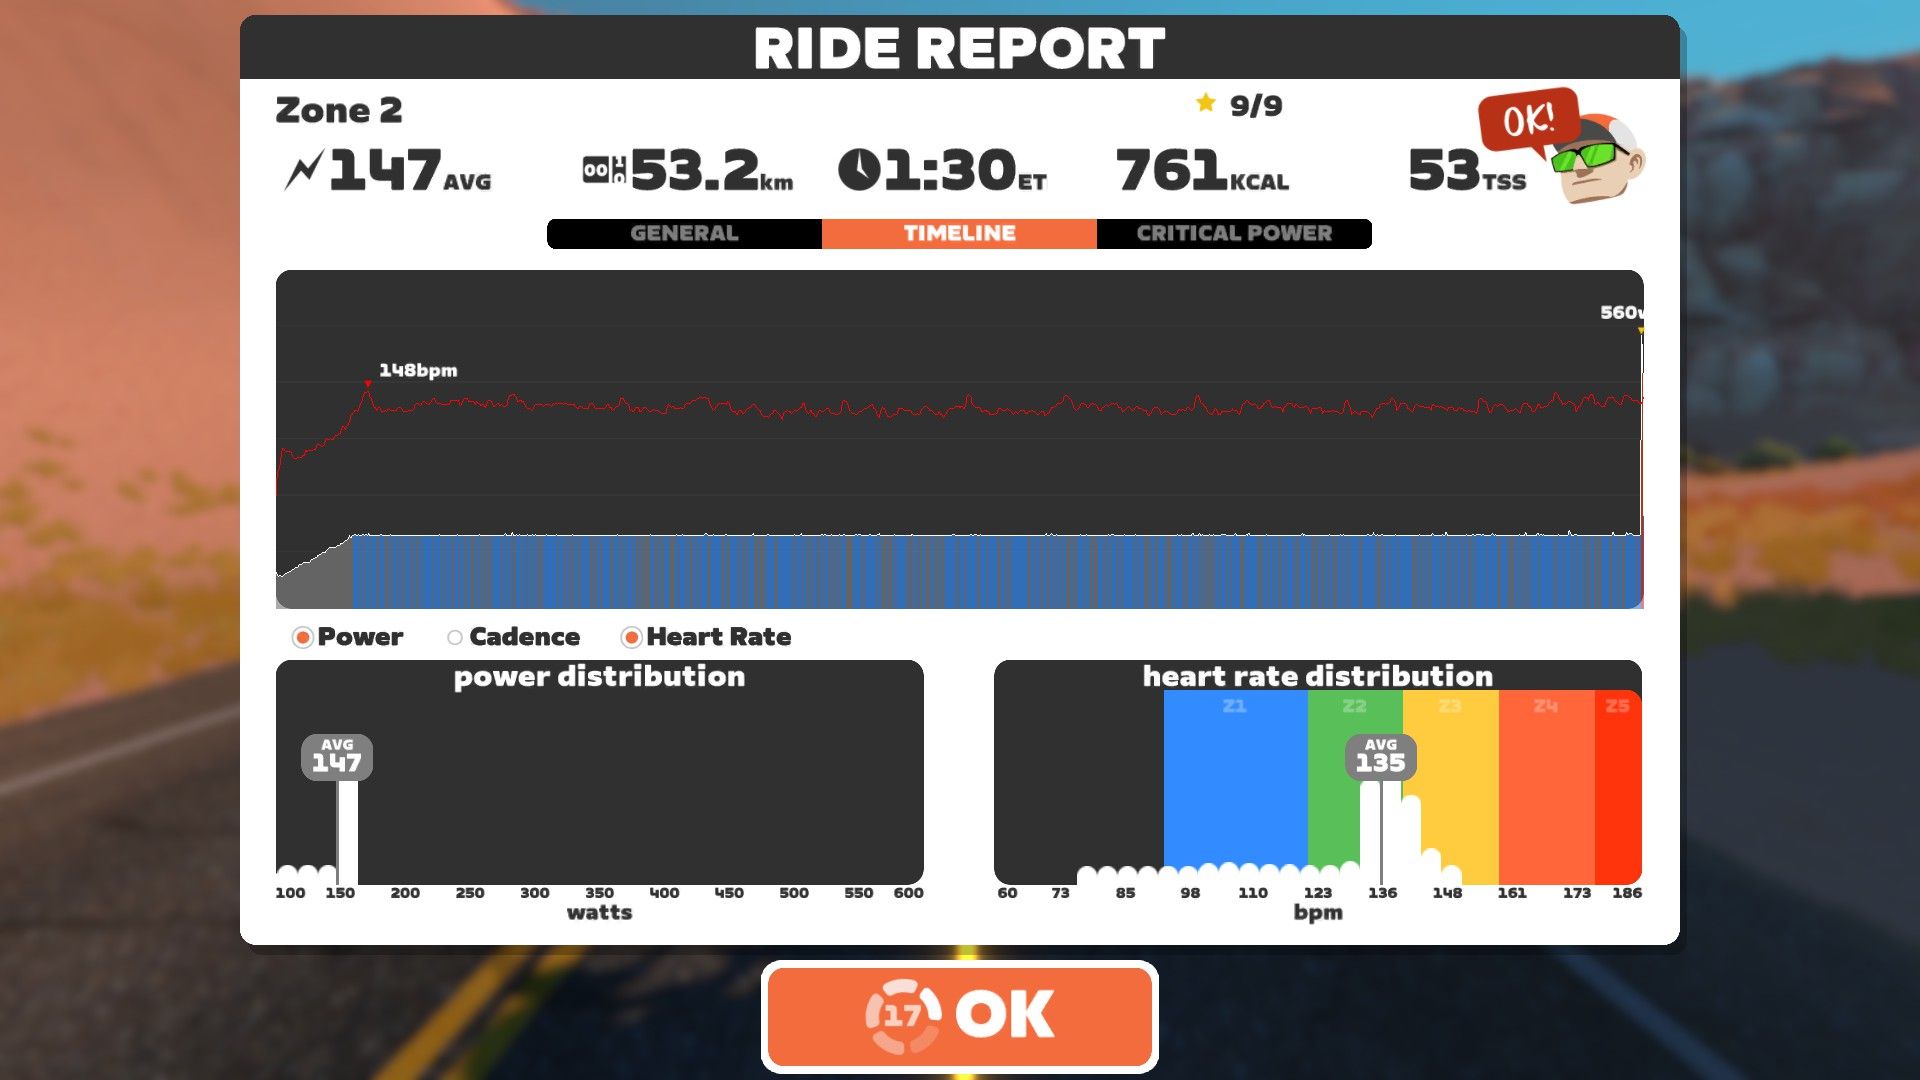 RIDE REPORT
Zone 2
9/9
OK!
147AVG
53.2km
1:30ET
761KCAL
53TSS
GENERAL
TIMELINE
CRITICAL POWER
560w
148bpm
Power
Cadence
Heart Rate
power distribution
AVG
147
100 150 200 250 300 350 400 450 500 550 600
watts
heart rate distribution
Z1 Z2 Z3 Z4 Z5
AVG
135
60 73 85 98 110 123 136 148 161 173 186
bpm
17 OK